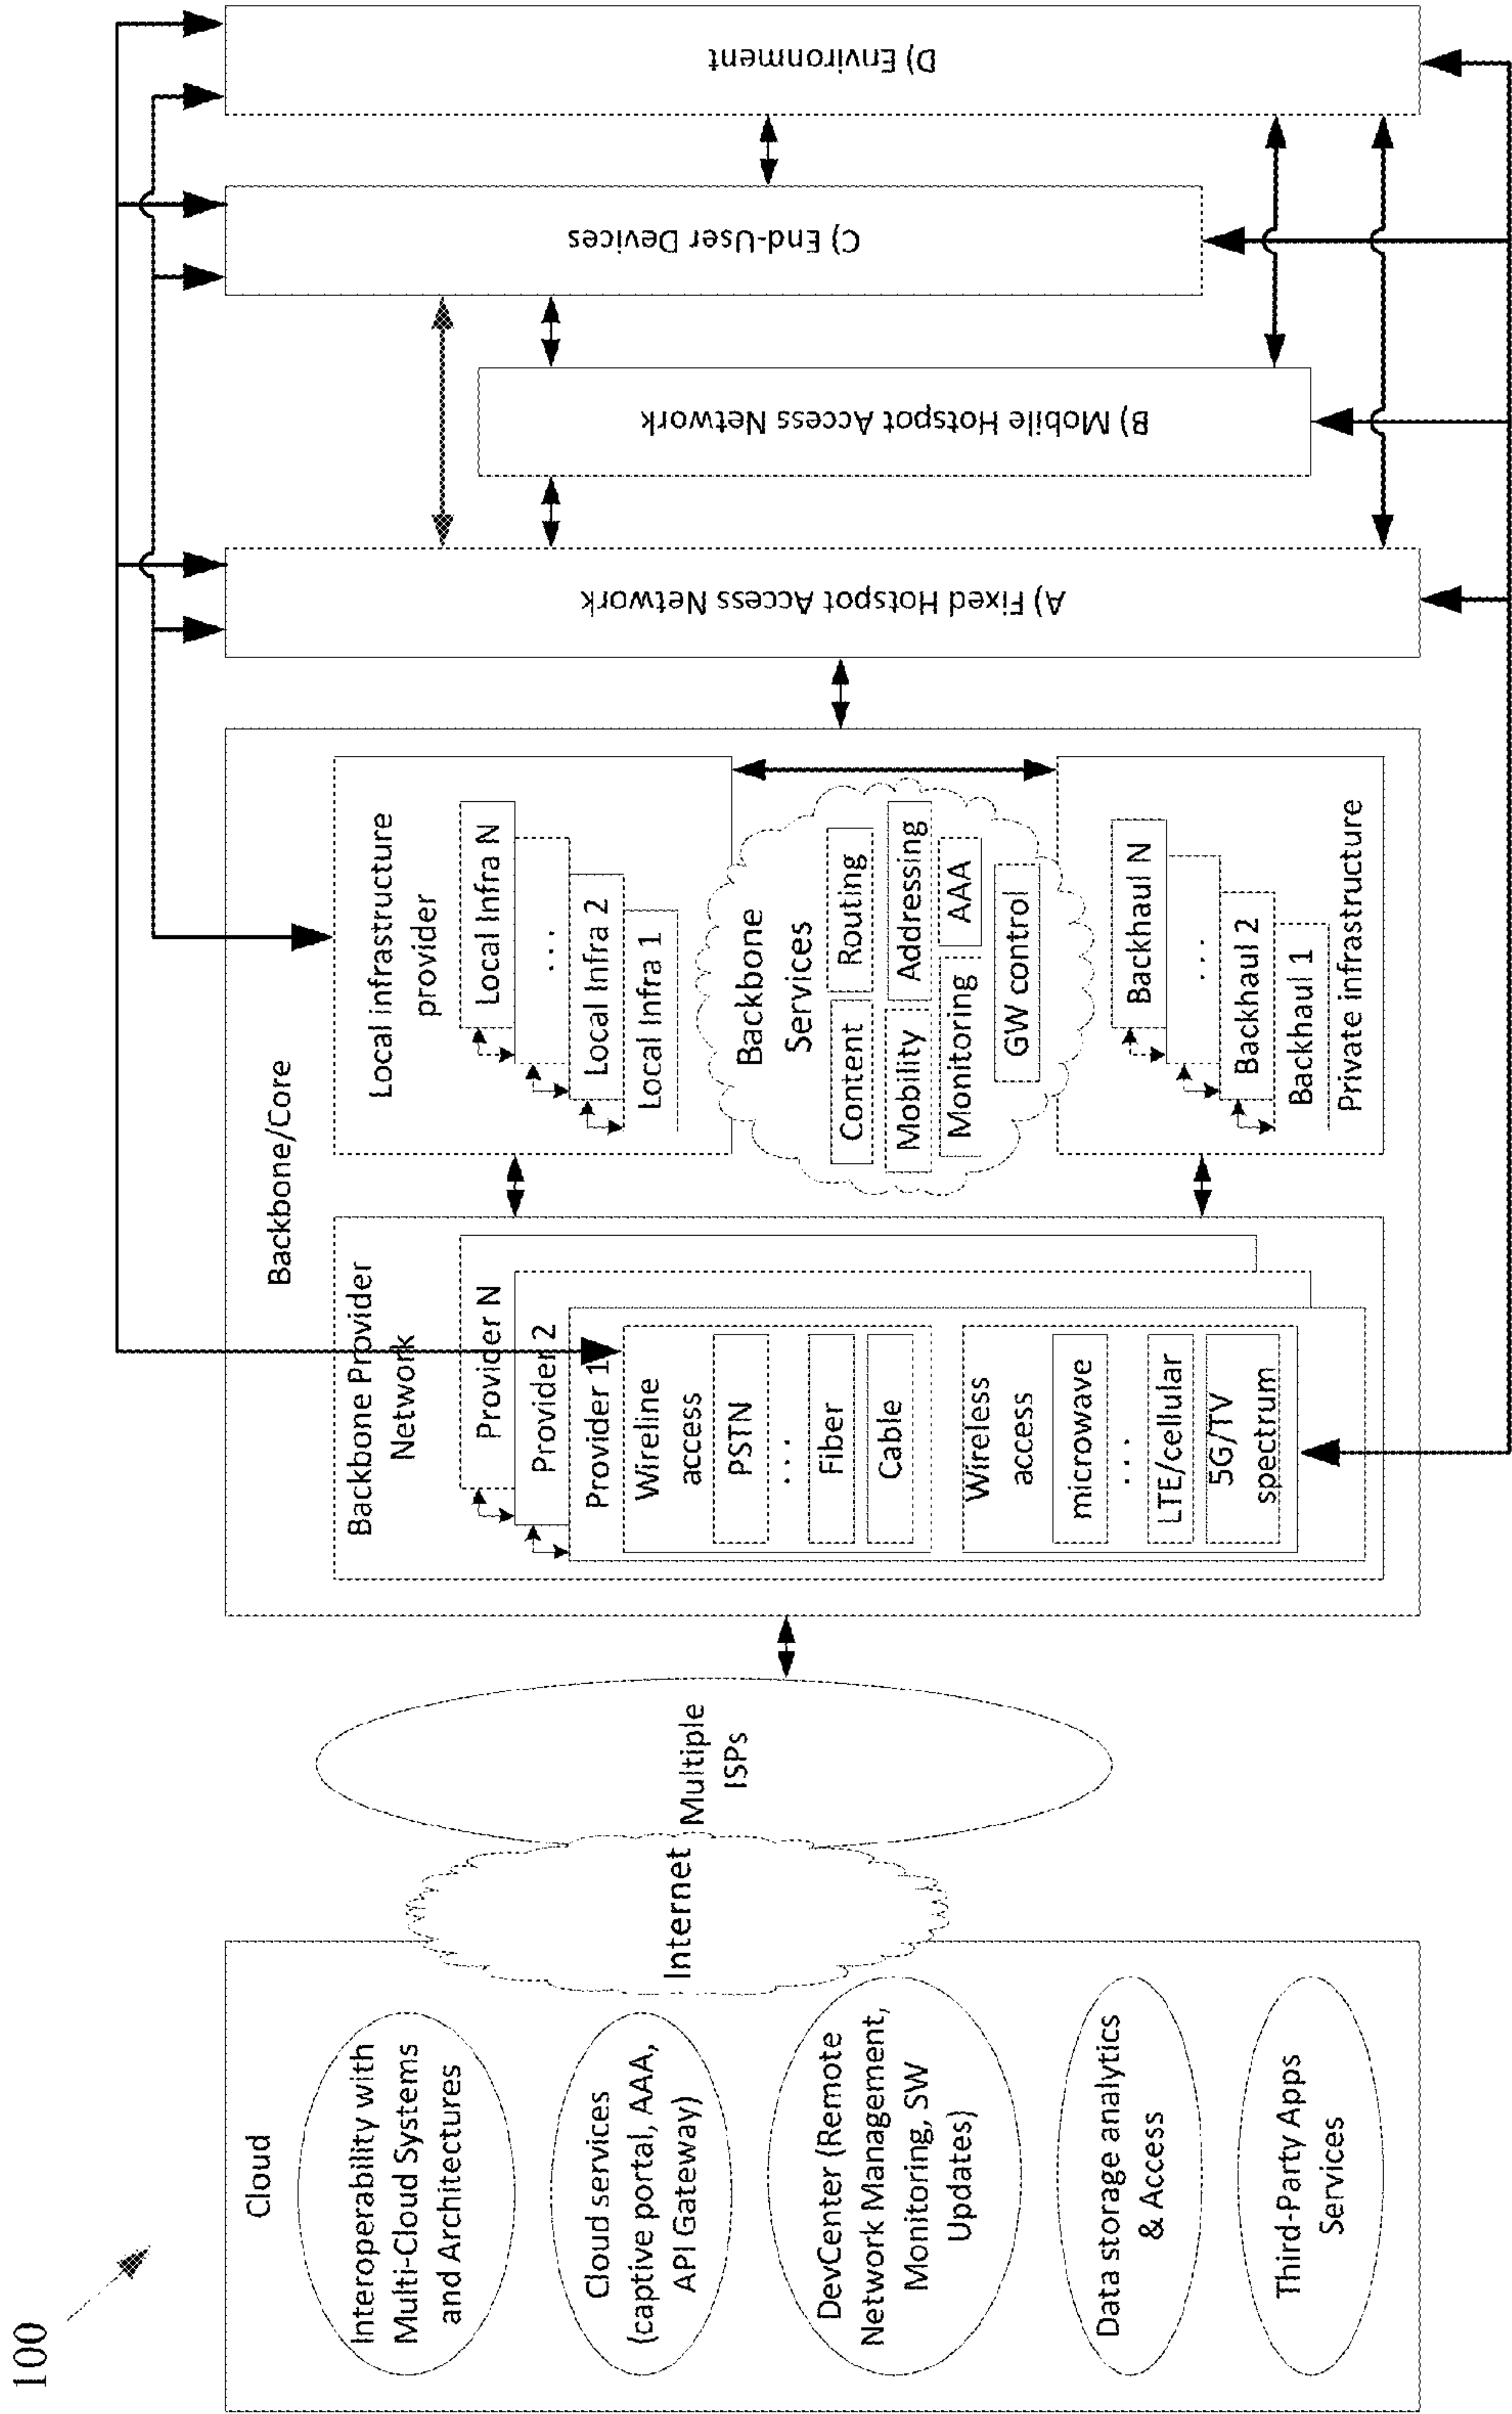 100
Cloud
Interoperability with
Multi-Cloud Systems
and Architectures
Cloud services
(captive portal, AAA,
API Gateway)
DevCenter (Remote
Network Management,
Monitoring, SW
Updates)
Data storage analytics
& Access
Third-Party Apps
Services
Internet
Multiple
ISPs
Backbone/Core
Backbone Provider
Network
Provider N
Provider 2
Provider 1
Wireline
access
PSTN
...
Fiber
Cable
Wireless
access
microwave
...
LTE/cellular
5G/TV
spectrum
Local infrastructure
provider
Local Infra N
...
Local Infra 2
Local Infra 1
Backbone
Services
Content
Routing
Mobility
Addressing
Monitoring
AAA
GW control
Backhaul N
...
Backhaul 2
Backhaul 1
Private infrastructure
A) Fixed Hotspot Access Network
B) Mobile Hotspot Access Network
C) End-User Devices
D) Environment